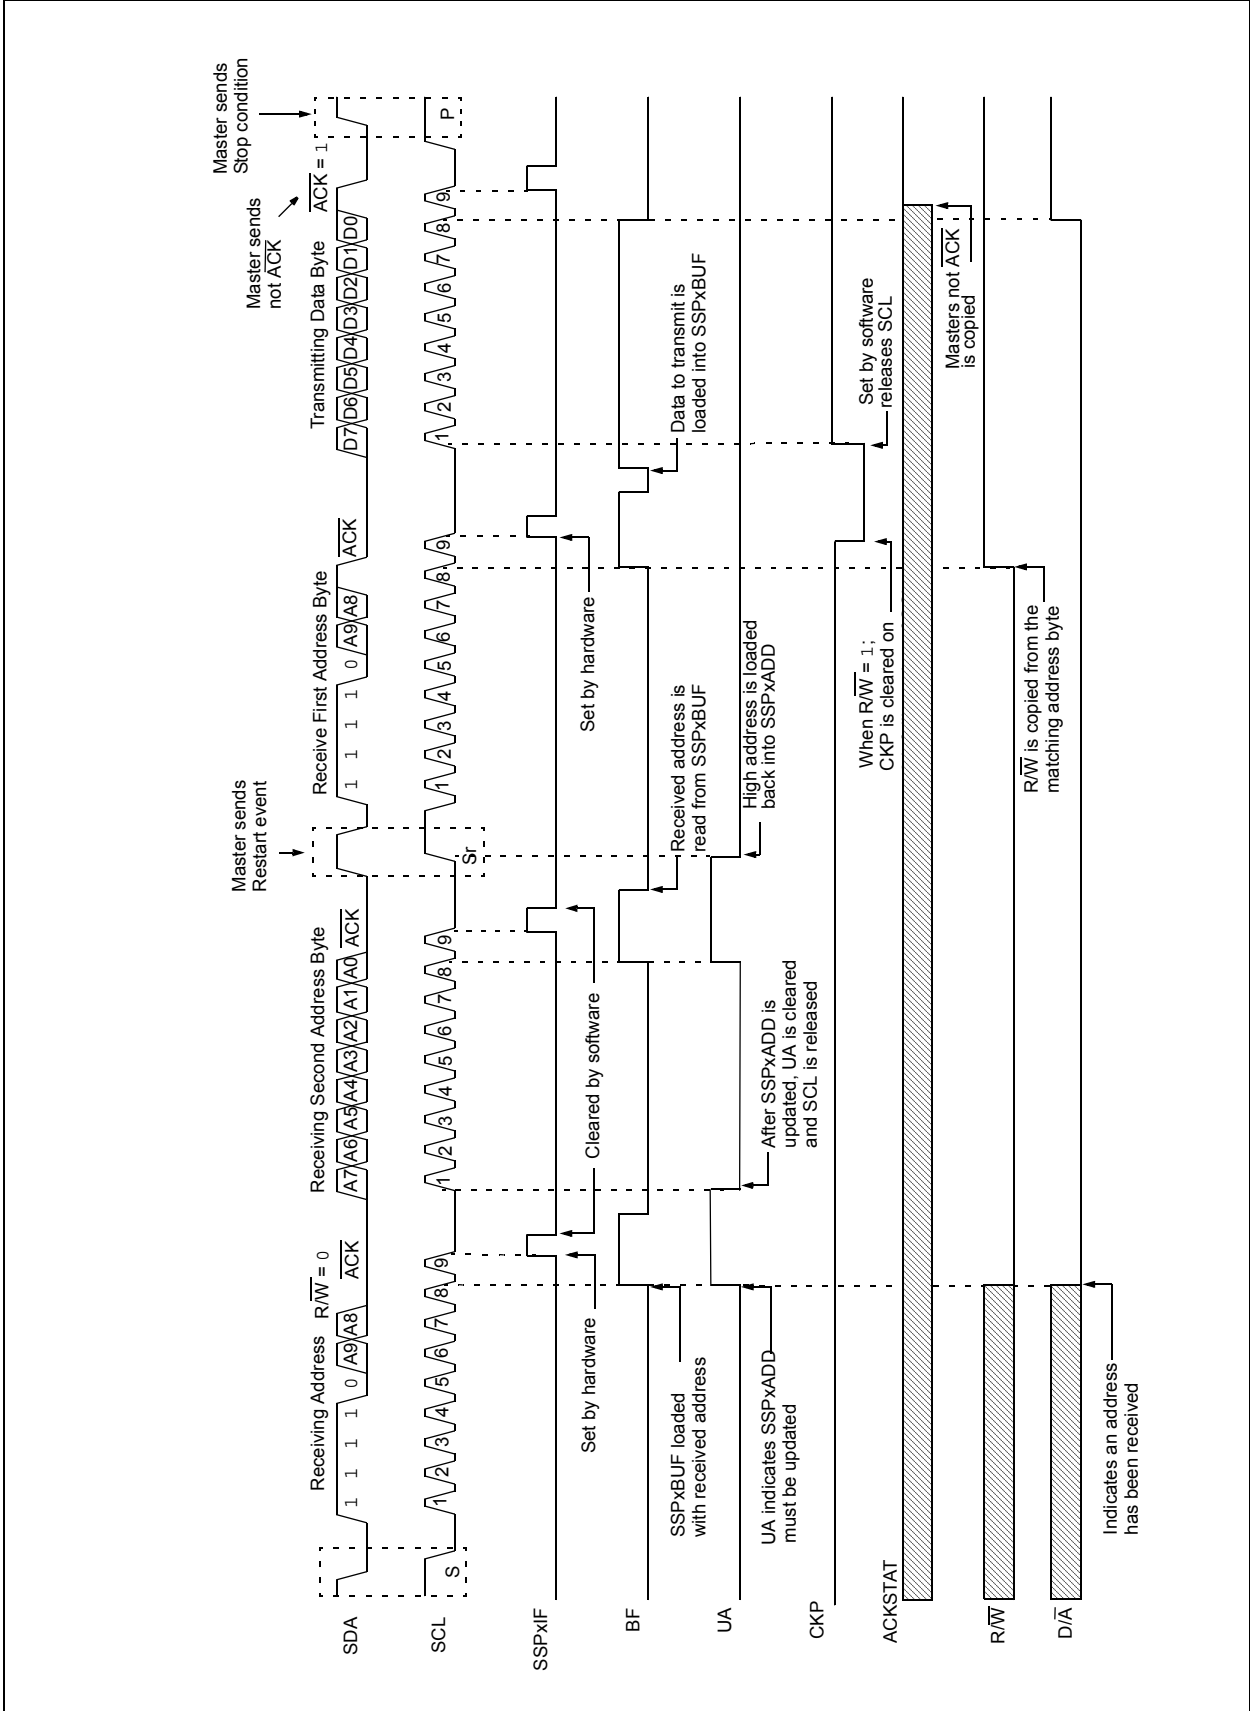 Master sends
Stop condition
Master sends
not A̅C̅K̅
Master sends
Restart event
Receiving Address R/W̅ = 0
Receiving Second Address Byte
Receive First Address Byte
Transmitting Data Byte
A̅C̅K̅ = 1
SDA
1 1 1 1 0 A9 A8 A̅C̅K̅
A7 A6 A5 A4 A3 A2 A1 A0 A̅C̅K̅
1 1 1 1 0 A9 A8 A̅C̅K̅
D7 D6 D5 D4 D3 D2 D1 D0
SCL
S
1 2 3 4 5 6 7 8 9
1 2 3 4 5 6 7 8 9
Sr
1 2 3 4 5 6 7 8 9
1 2 3 4 5 6 7 8 9
P
SSPxIF
Set by hardware
Cleared by software
Set by hardware
BF
SSPxBUF loaded
with received address
Received address is
read from SSPxBUF
Data to transmit is
loaded into SSPxBUF
UA
UA indicates SSPxADD
must be updated
After SSPxADD is
updated, UA is cleared
and SCL is released
High address is loaded
back into SSPxADD
CKP
When R/W̅ = 1;
CKP is cleared on
Set by software
releases SCL
ACKSTAT
Masters not A̅C̅K̅
is copied
R/W̅
R/W̅ is copied from the
matching address byte
D/A̅
Indicates an address
has been received